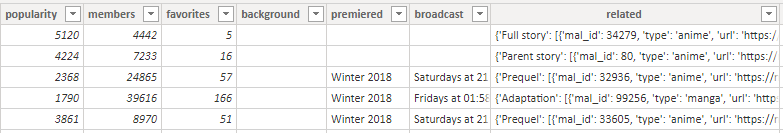 popularity members favorites background premiered broadcast related
5120 4442 5 {'Full story': [{'mal_id': 34279, 'type': 'anime', 'url': 'https:/
4224 7233 16 {'Parent story': [{'mal_id': 80, 'type': 'anime', 'url': 'https:/
2368 24865 57 Winter 2018 Saturdays at 21 {'Prequel': [{'mal_id': 32936, 'type': 'anime', 'url': 'https://
1790 39616 166 Winter 2018 Fridays at 01:58 {'Adaptation': [{'mal_id': 99256, 'type': 'manga', 'url': 'http
3861 8970 51 Winter 2018 Saturdays at 21 {'Prequel': [{'mal_id': 33605, 'type': 'anime', 'url': 'https://